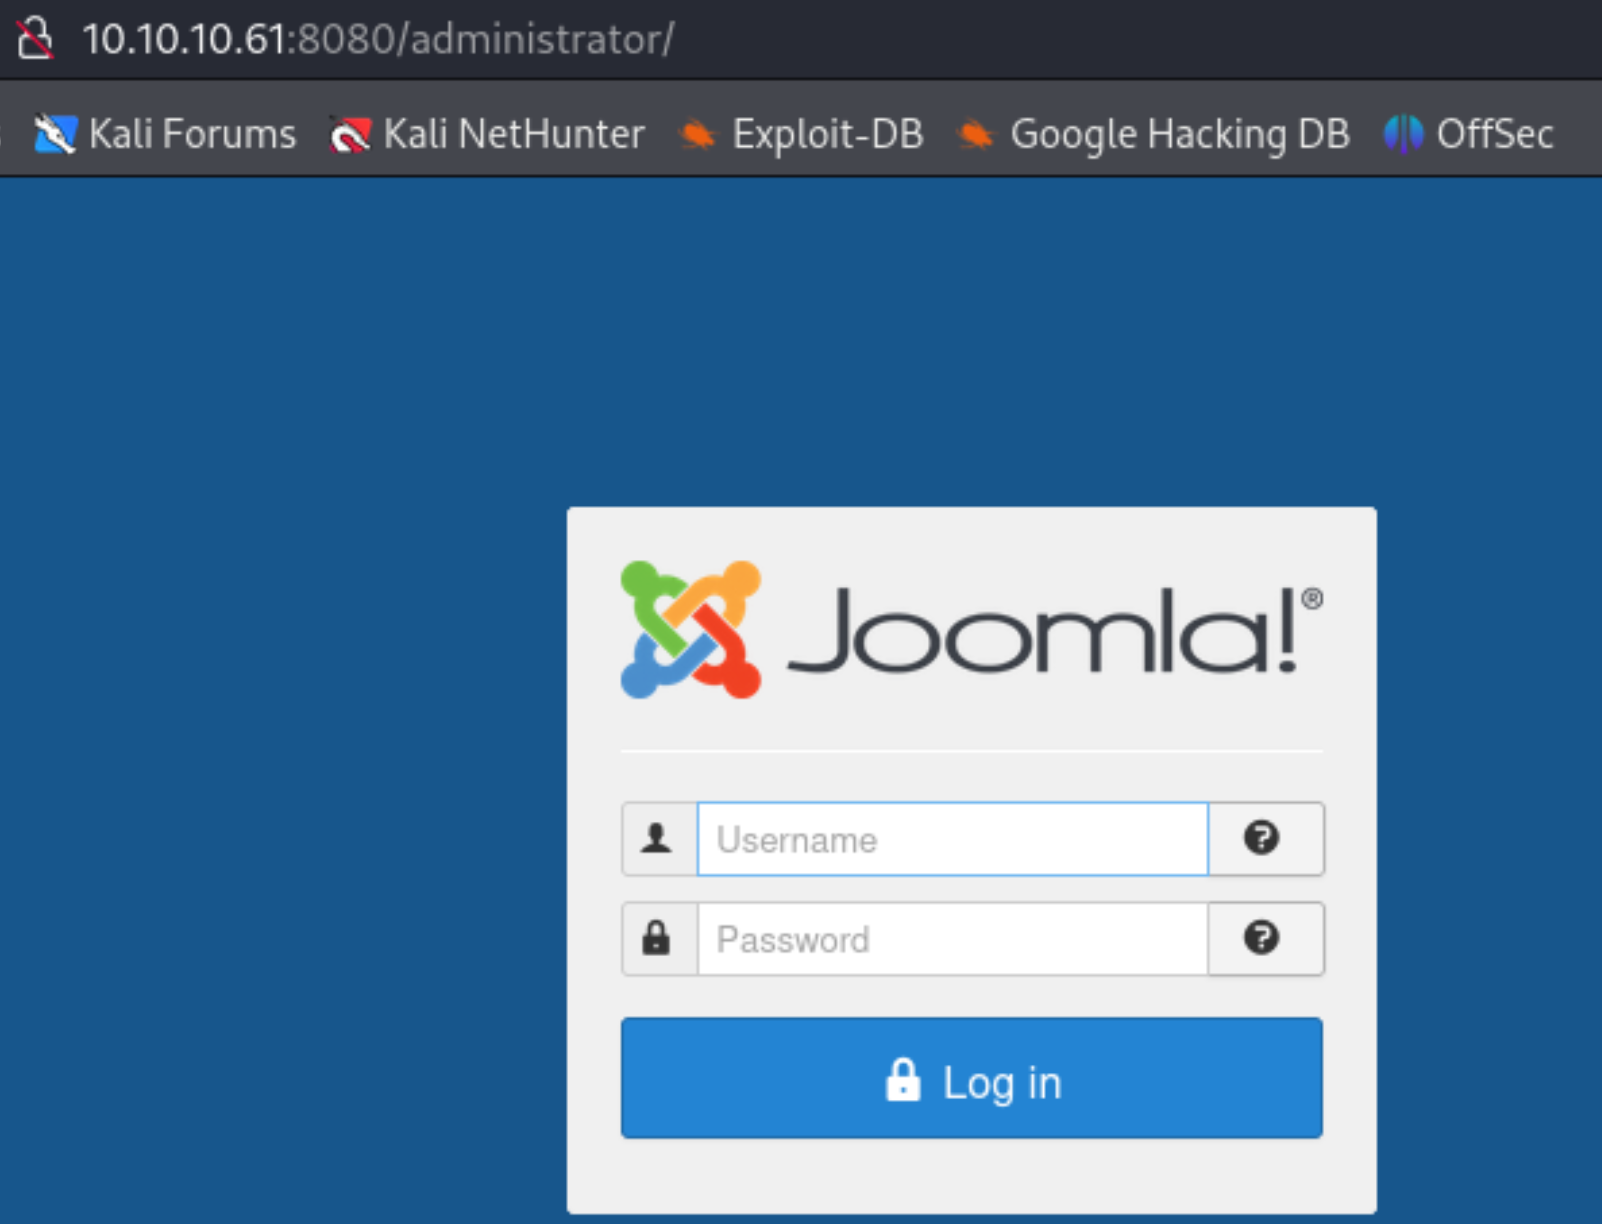 10.10.10.61:8080/administrator/
Kali Forums Kali NetHunter Exploit-DB Google Hacking DB OffSec
Joomla!®
Username
Password
Log in